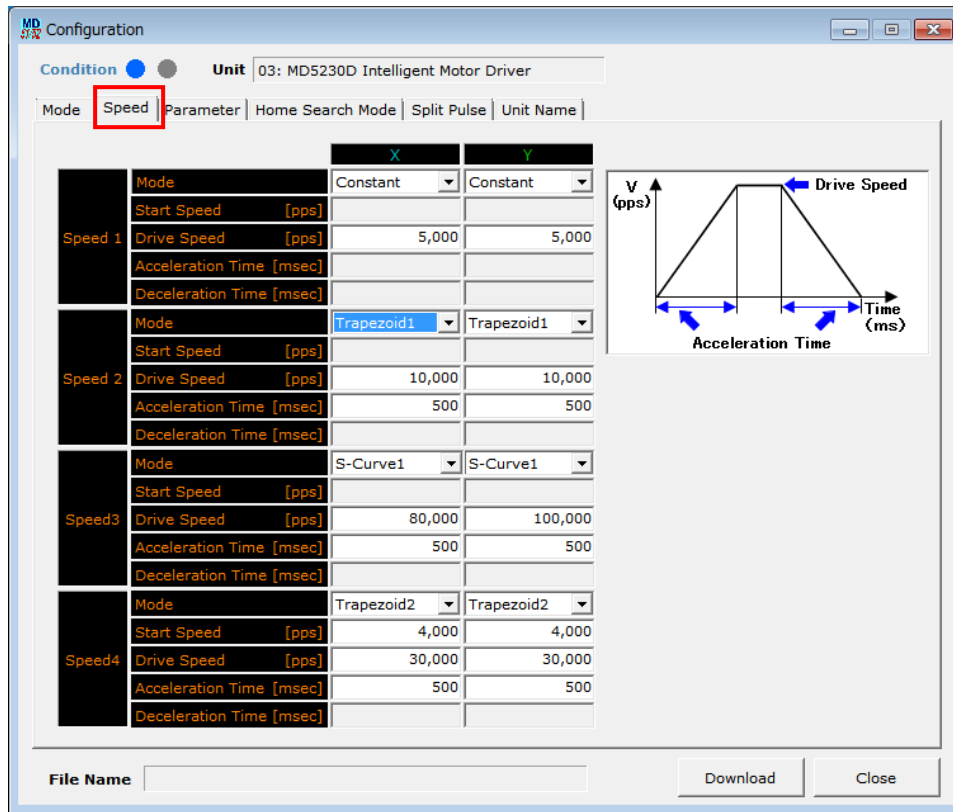 MD
Configuration
Condition Unit 03: MD5230D Intelligent Motor Driver
Mode Speed Parameter Home Search Mode Split Pulse Unit Name
X Y
Speed 1
Mode Constant Constant
Start Speed [pps]
Drive Speed [pps] 5,000 5,000
Acceleration Time [msec]
Deceleration Time [msec]
Speed 2
Mode Trapezoid1 Trapezoid1
Start Speed [pps]
Drive Speed [pps] 10,000 10,000
Acceleration Time [msec] 500 500
Deceleration Time [msec]
Speed3
Mode S-Curve1 S-Curve1
Start Speed [pps]
Drive Speed [pps] 80,000 100,000
Acceleration Time [msec] 500 500
Deceleration Time [msec]
Speed4
Mode Trapezoid2 Trapezoid2
Start Speed [pps] 4,000 4,000
Drive Speed [pps] 30,000 30,000
Acceleration Time [msec] 500 500
Deceleration Time [msec]
V
(pps)
Drive Speed
Time
(ms)
Acceleration Time
File Name
Download Close